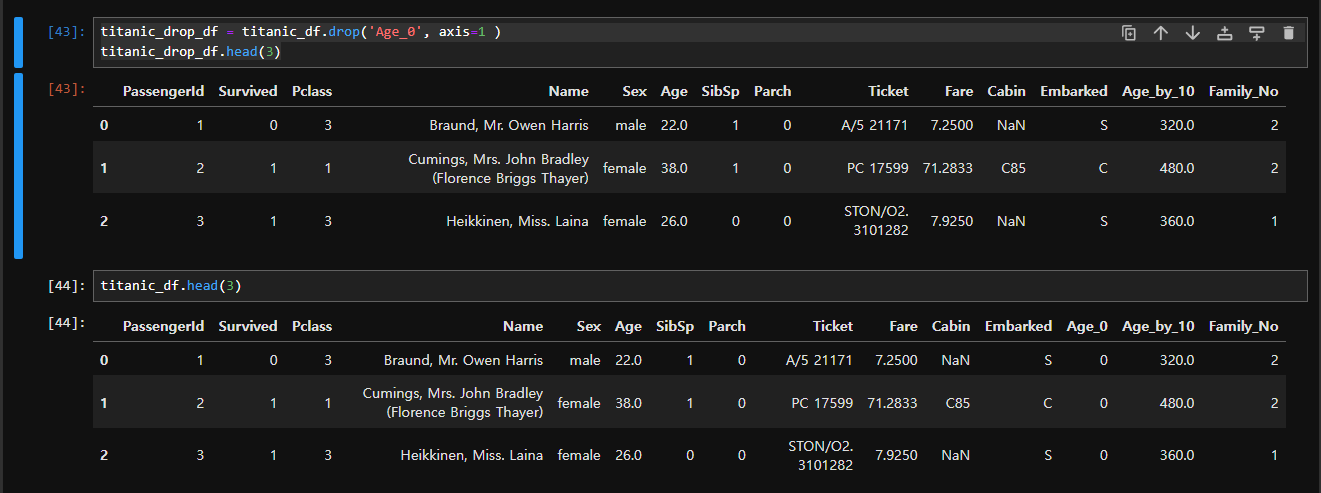 [43]: titanic_drop_df = titanic_df.drop('Age_0', axis=1 )
titanic_drop_df.head(3)
[43]: PassengerId Survived Pclass Name Sex Age SibSp Parch Ticket Fare Cabin Embarked Age_by_10 Family_No
0 1 0 3 Braund, Mr. Owen Harris male 22.0 1 0 A/5 21171 7.2500 NaN S 320.0 2
1 2 1 1 Cumings, Mrs. John Bradley
(Florence Briggs Thayer) female 38.0 1 0 PC 17599 71.2833 C85 C 480.0 2
2 3 1 3 Heikkinen, Miss. Laina female 26.0 0 0 STON/O2.
3101282 7.9250 NaN S 360.0 1
[44]: titanic_df.head(3)
[44]: PassengerId Survived Pclass Name Sex Age SibSp Parch Ticket Fare Cabin Embarked Age_0 Age_by_10 Family_No
0 1 0 3 Braund, Mr. Owen Harris male 22.0 1 0 A/5 21171 7.2500 NaN S 0 320.0 2
1 2 1 1 Cumings, Mrs. John Bradley
(Florence Briggs Thayer) female 38.0 1 0 PC 17599 71.2833 C85 C 0 480.0 2
2 3 1 3 Heikkinen, Miss. Laina female 26.0 0 0 STON/O2.
3101282 7.9250 NaN S 0 360.0 1